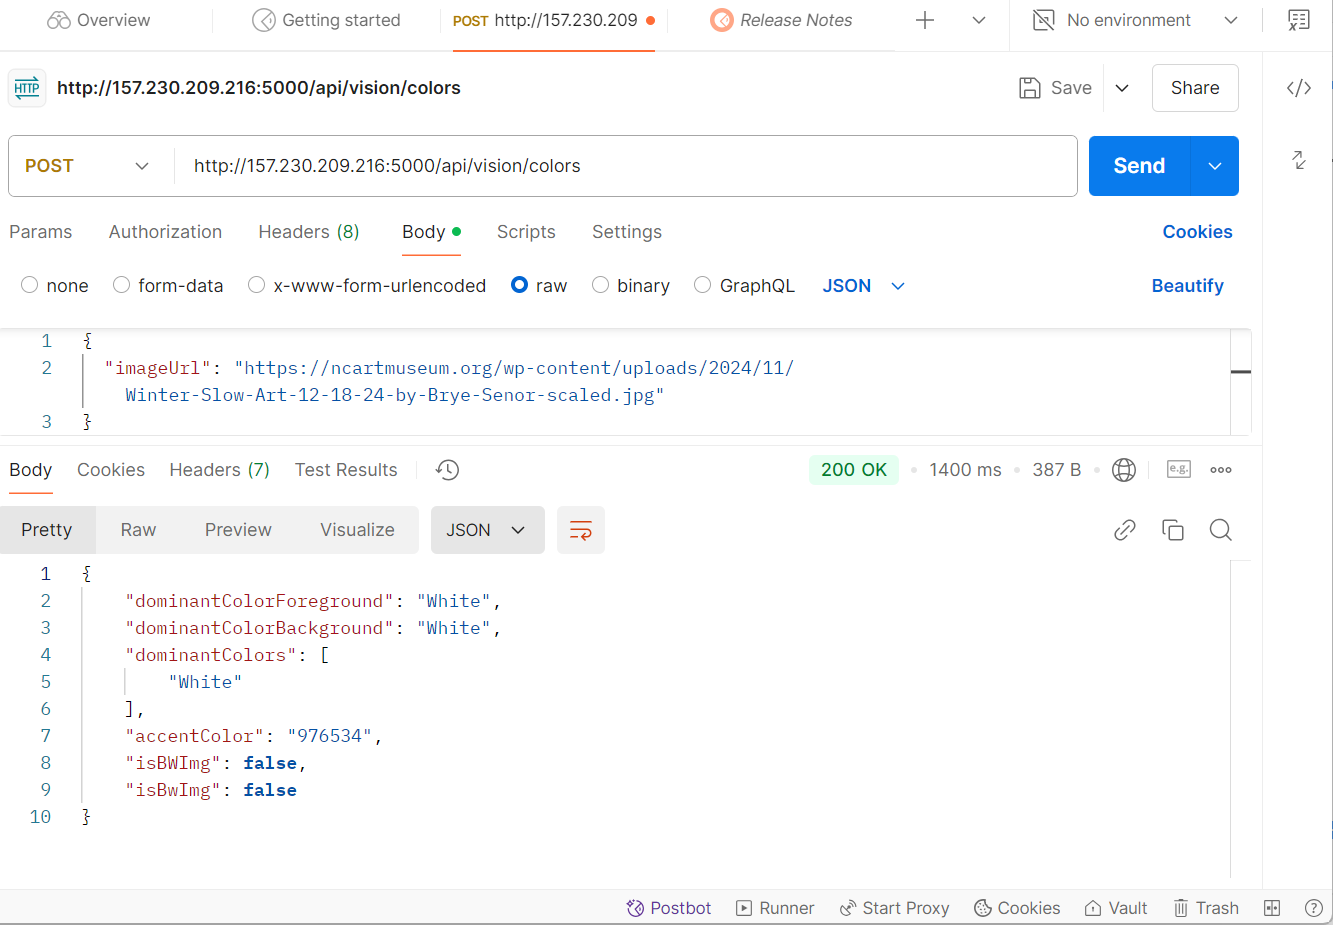 Overview Getting started POST http://157.230.209 Release Notes No environment
HTTP http://157.230.209.216:5000/api/vision/colors Save Share
POST http://157.230.209.216:5000/api/vision/colors Send
Params Authorization Headers (8) Body Scripts Settings Cookies
none form-data x-www-form-urlencoded raw binary GraphQL JSON Beautify
1 {
2 "imageUrl": "https://ncartmuseum.org/wp-content/uploads/2024/11/
Winter-Slow-Art-12-18-24-by-Brye-Senor-scaled.jpg"
3 }
Body Cookies Headers (7) Test Results 200 OK 1400 ms 387 B e.g.
Pretty Raw Preview Visualize JSON
1 {
2 "dominantColorForeground": "White",
3 "dominantColorBackground": "White",
4 "dominantColors": [
5 "White"
6 ],
7 "accentColor": "976534",
8 "isBWImg": false,
9 "isBwImg": false
10 }
Postbot Runner Start Proxy Cookies Vault Trash